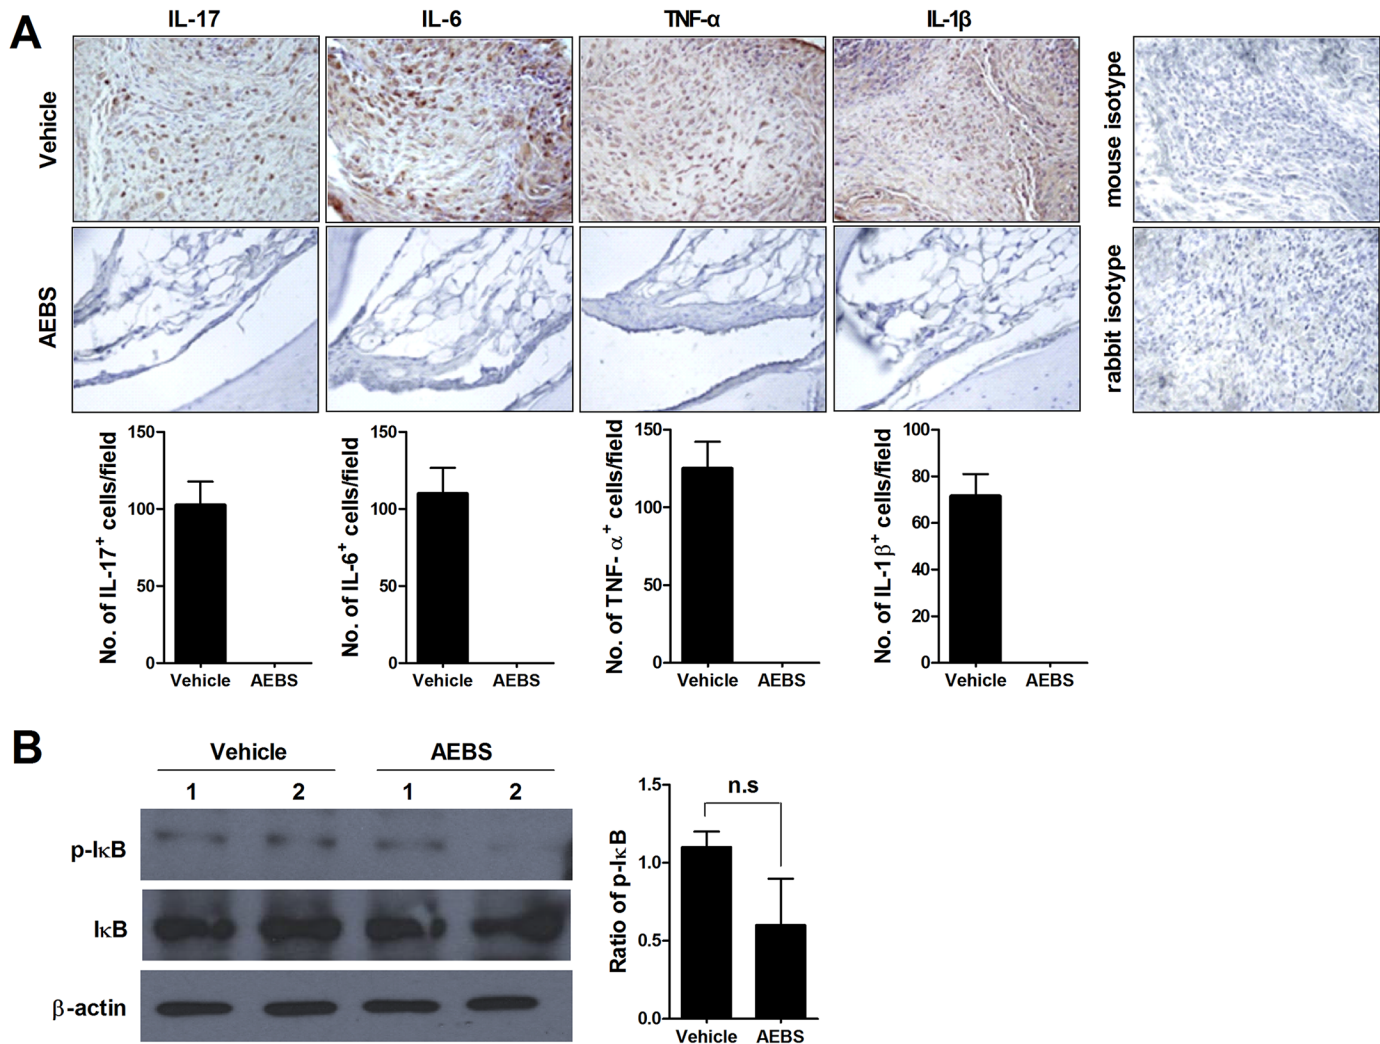 A
IL-17 IL-6 TNF-α IL-1β
Vehicle
AEBS
mouse isotype
rabbit isotype
No. of IL-17⁺ cells/field
150
100
50
0
Vehicle AEBS
No. of IL-6⁺ cells/field
150
100
50
0
Vehicle AEBS
No. of TNF- α⁺ cells/field
150
100
50
0
Vehicle AEBS
No. of IL-1β⁺ cells/field
100
80
60
40
20
0
Vehicle AEBS
B
Vehicle AEBS
1 2 1 2
p-IκB
IκB
β-actin
Ratio of p-IκB
1.5
1.0
0.5
0.0
n.s
Vehicle AEBS